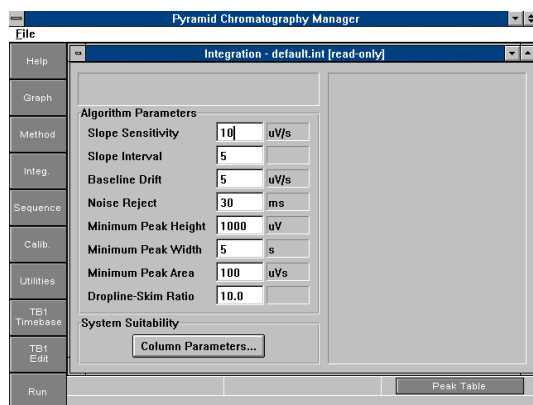 Pyramid Chromatography Manager
File
Help
Graph
Method
Integ.
Sequence
Calib.
Utilities
TB1
Timebase
TB1
Edit
Run
Integration - default.int [read-only]
Algorithm Parameters
Slope Sensitivity 10 uV/s
Slope Interval 5
Baseline Drift 5 uV/s
Noise Reject 30 ms
Minimum Peak Height 1000 uV
Minimum Peak Width 5 s
Minimum Peak Area 100 uVs
Dropline-Skim Ratio 10.0
System Suitability
Column Parameters...
Peak Table